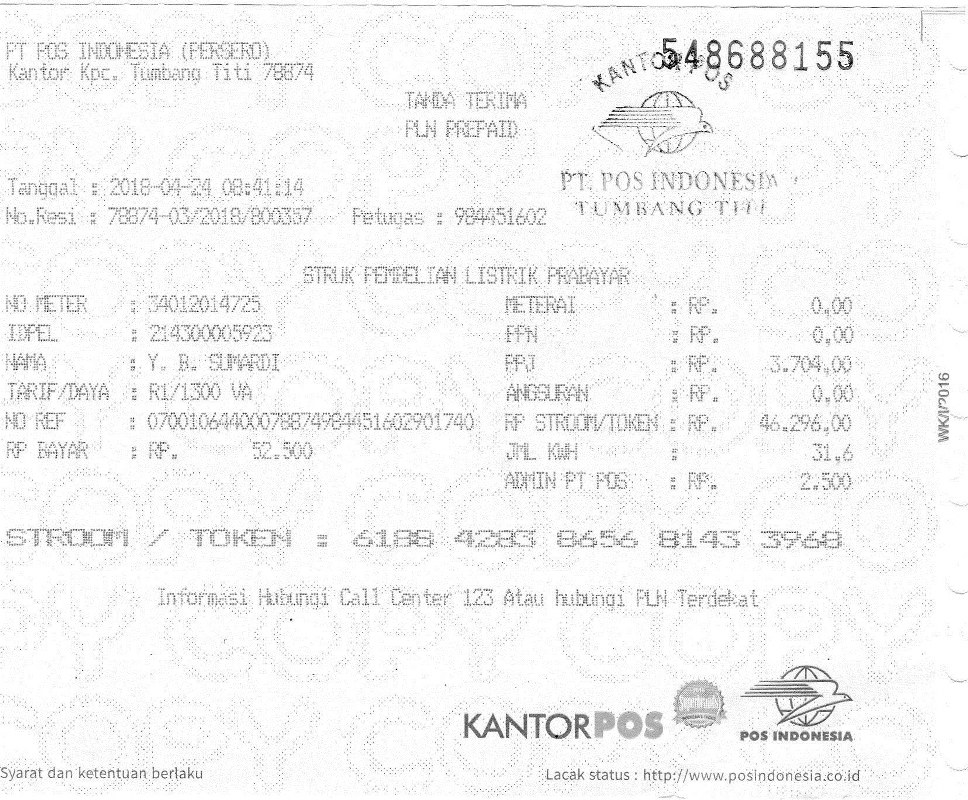 548688155
PT POS INDONESIA (PERSERO)
Kantor Kpc. Tumbang Titi 78874
KANTOR POS
TANDA TERIMA
PLN PREPAID
PT. POS INDONESIA
TUMBANG TITI
Tanggal : 2018-04-24 08:41:14
No.Resi : 78874-03/2018/800337 Petugas : 984451602
STRUK PEMBELIAN LISTRIK PRABAYAR
NO METER : 34012014725 METERAI : RP. 0,00
IDPEL : 214300005923 PPN : RP. 0,00
NAMA : Y. B. SUMARDI PPJ : RP. 3.704,00
TARIF/DAYA : R1/1300 VA ANGSURAN : RP. 0,00
NO REF : 07001064400078874984451602901740 RP STROOM/TOKEN : RP. 46.296,00
RP BAYAR : RP. 52.500 JML KWH : 31.6
ADMIN PT POS : RP. 2.500
STROOM / TOKEN : 6188 4283 8656 8143 3968
Informasi Hubungi Call Center 123 Atau hubungi PLN Terdekat
WK/I/2016
KANTORPOS
POS INDONESIA
Syarat dan ketentuan berlaku Lacak status : http://www.posindonesia.co.id